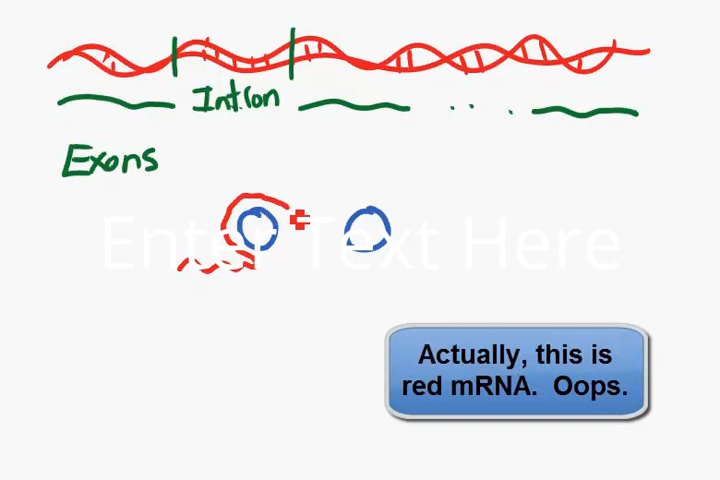 Intron
Exons
Enter Text Here
Actually, this is
red mRNA. Oops.